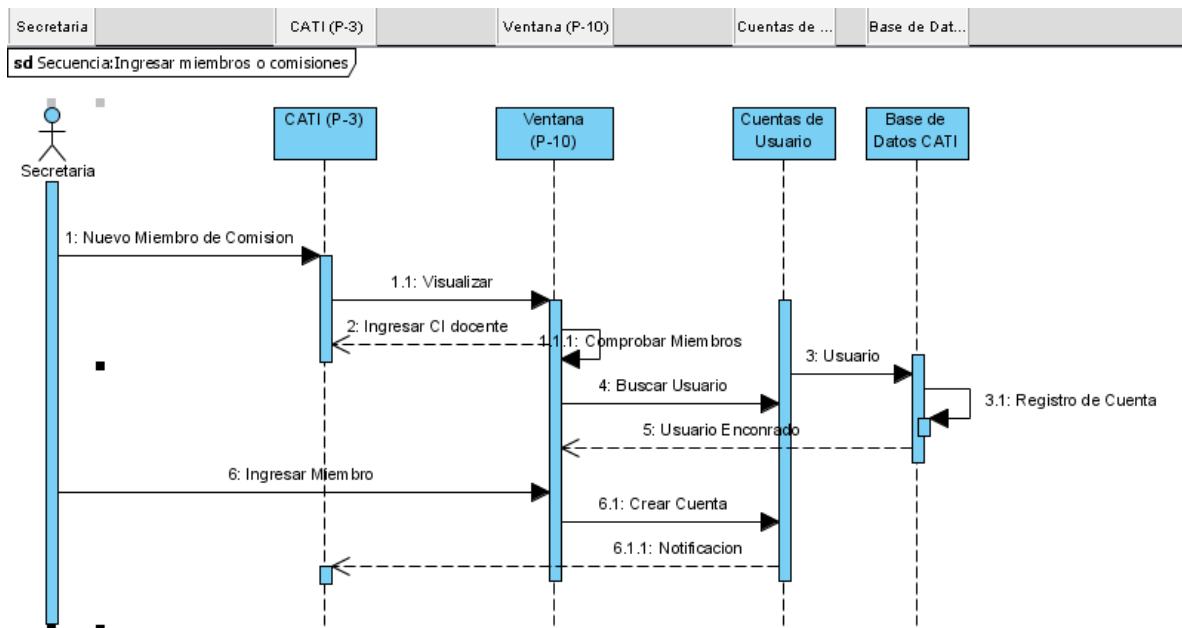 Secretaria CATI (P-3) Ventana (P-10) Cuentas de ... Base de Dat...
sd Secuencia:Ingresar miembros o comisiones
CATI (P-3)
Ventana
(P-10)
Cuentas de
Usuario
Base de
Datos CATI
Secretaria
1: Nuevo Miembro de Comision
1.1: Visualizar
2: Ingresar CI docente
1.1.1: Comprobar Miembros
3: Usuario
4: Buscar Usuario
3.1: Registro de Cuenta
5: Usuario Enconrado
6: Ingresar Miembro
6.1: Crear Cuenta
6.1.1: Notificacion